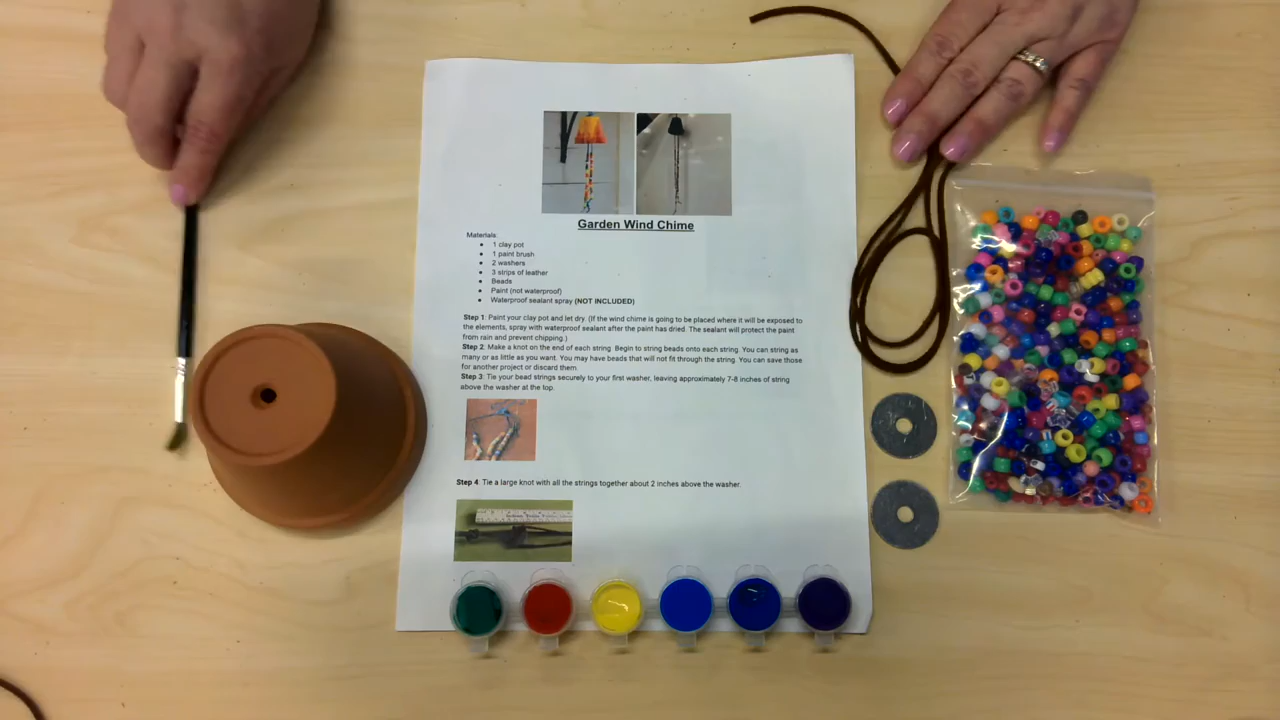 Garden Wind Chime
Materials:
1 clay pot
1 paint brush
2 washers
3 strips of leather
Beads
Paint (not waterproof)
Waterproof sealant spray (NOT INCLUDED)
Step 1: Paint your clay pot and let dry. (If the wind chime is going to be placed where it will be exposed to
the elements, spray with waterproof sealant after the paint has dried. The sealant will protect the paint
from rain and prevent chipping.)
Step 2: Make a knot on the end of each string. Begin to string beads onto each string. You can string as
many or as little as you want. You may have beads that will not fit through the string. You can save those
for another project or discard them.
Step 3: Tie your bead strings securely to your first washer, leaving approximately 7-8 inches of string
above the washer at the top.
Step 4: Tie a large knot with all the strings together about 2 inches above the washer.